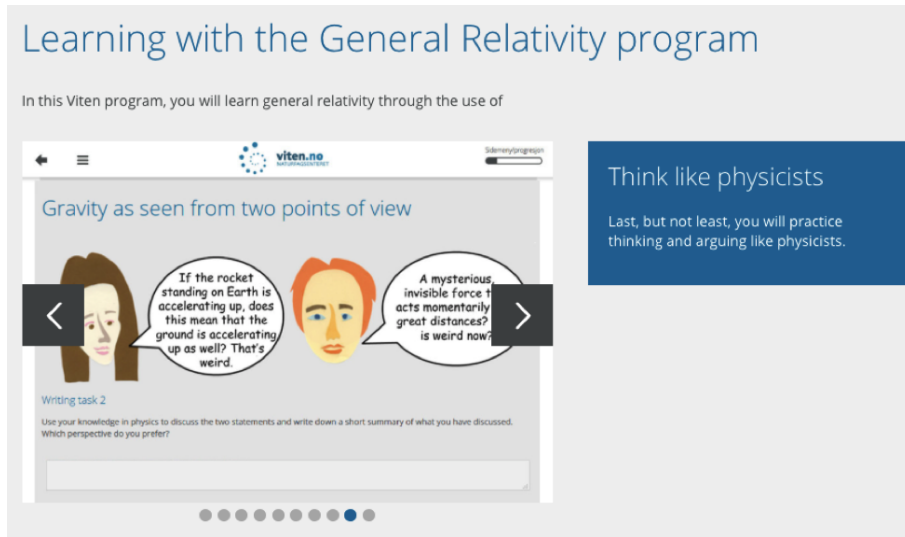 Learning with the General Relativity program
In this Viten program, you will learn general relativity through the use of
viten.no
NATURFAGSENTERET
Gravity as seen from two points of view
If the rocket
standing on Earth is
accelerating up, does
this mean that the
ground is accelerating
up as well? That's
weird.
A mysterious,
invisible force t
acts momentarily
great distances?
is weird now?
Writing task 2
Use your knowledge in physics to discuss the two statements and write down a short summary of what you have discussed.
Which perspective do you prefer?
Think like physicists
Last, but not least, you will practice
thinking and arguing like physicists.